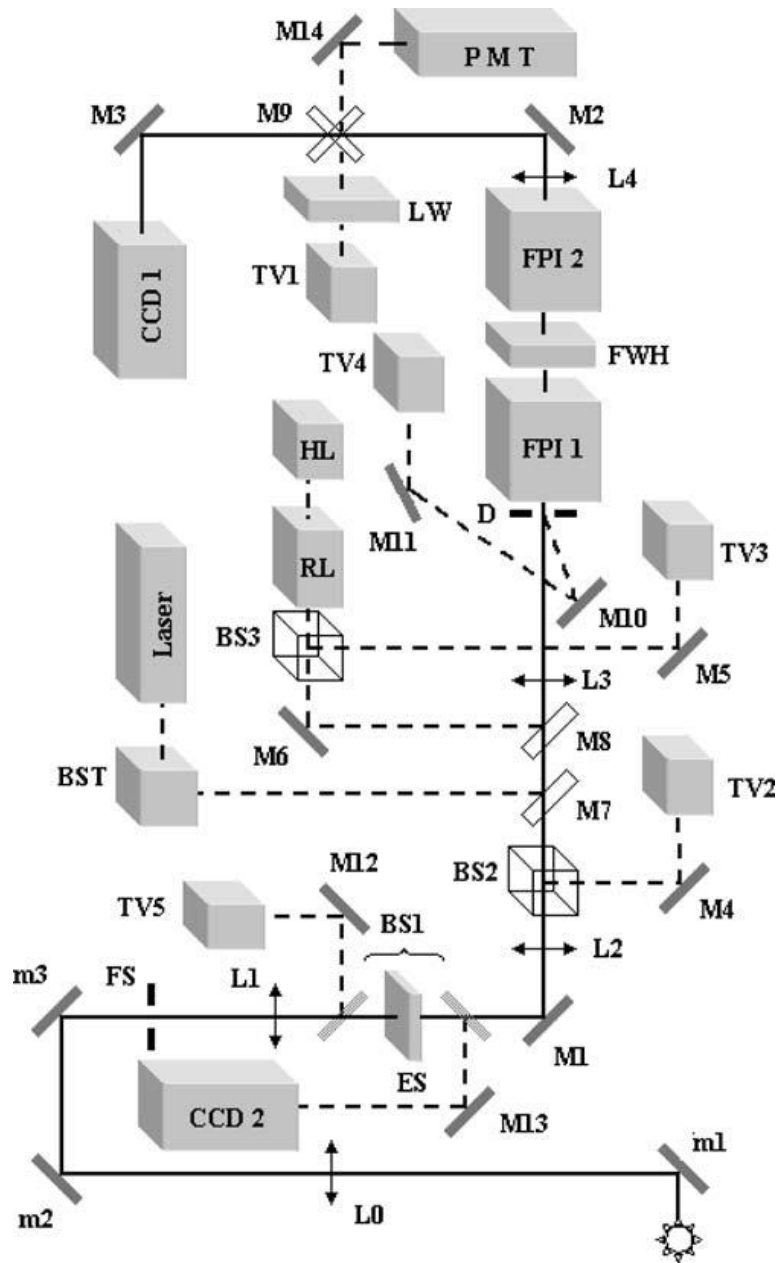 M14
PMT
M3
M9
M2
L4
LW
FPI 2
CCD 1
TV1
TV4
FWH
HL
FPI 1
D
M11
TV3
RL
Laser
BS3
M10
L3
M5
M6
M8
BST
TV2
M7
M12
BS2
TV5
BS1
M4
m3
FS
L1
L2
ES
M1
CCD 2
M13
m1
m2
L0